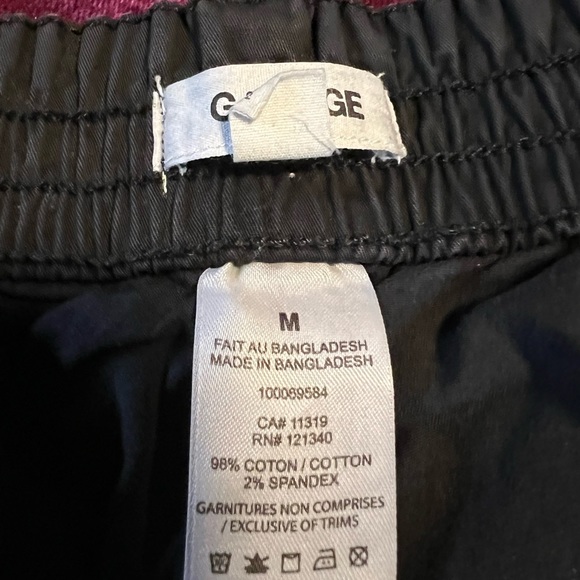 G GE
M
FAIT AU BANGLADESH
MADE IN BANGLADESH
100069584
CA# 11319
RN# 121340
98% COTON / COTTON
2% SPANDEX
GARNITURES NON COMPRISES
/ EXCLUSIVE OF TRIMS